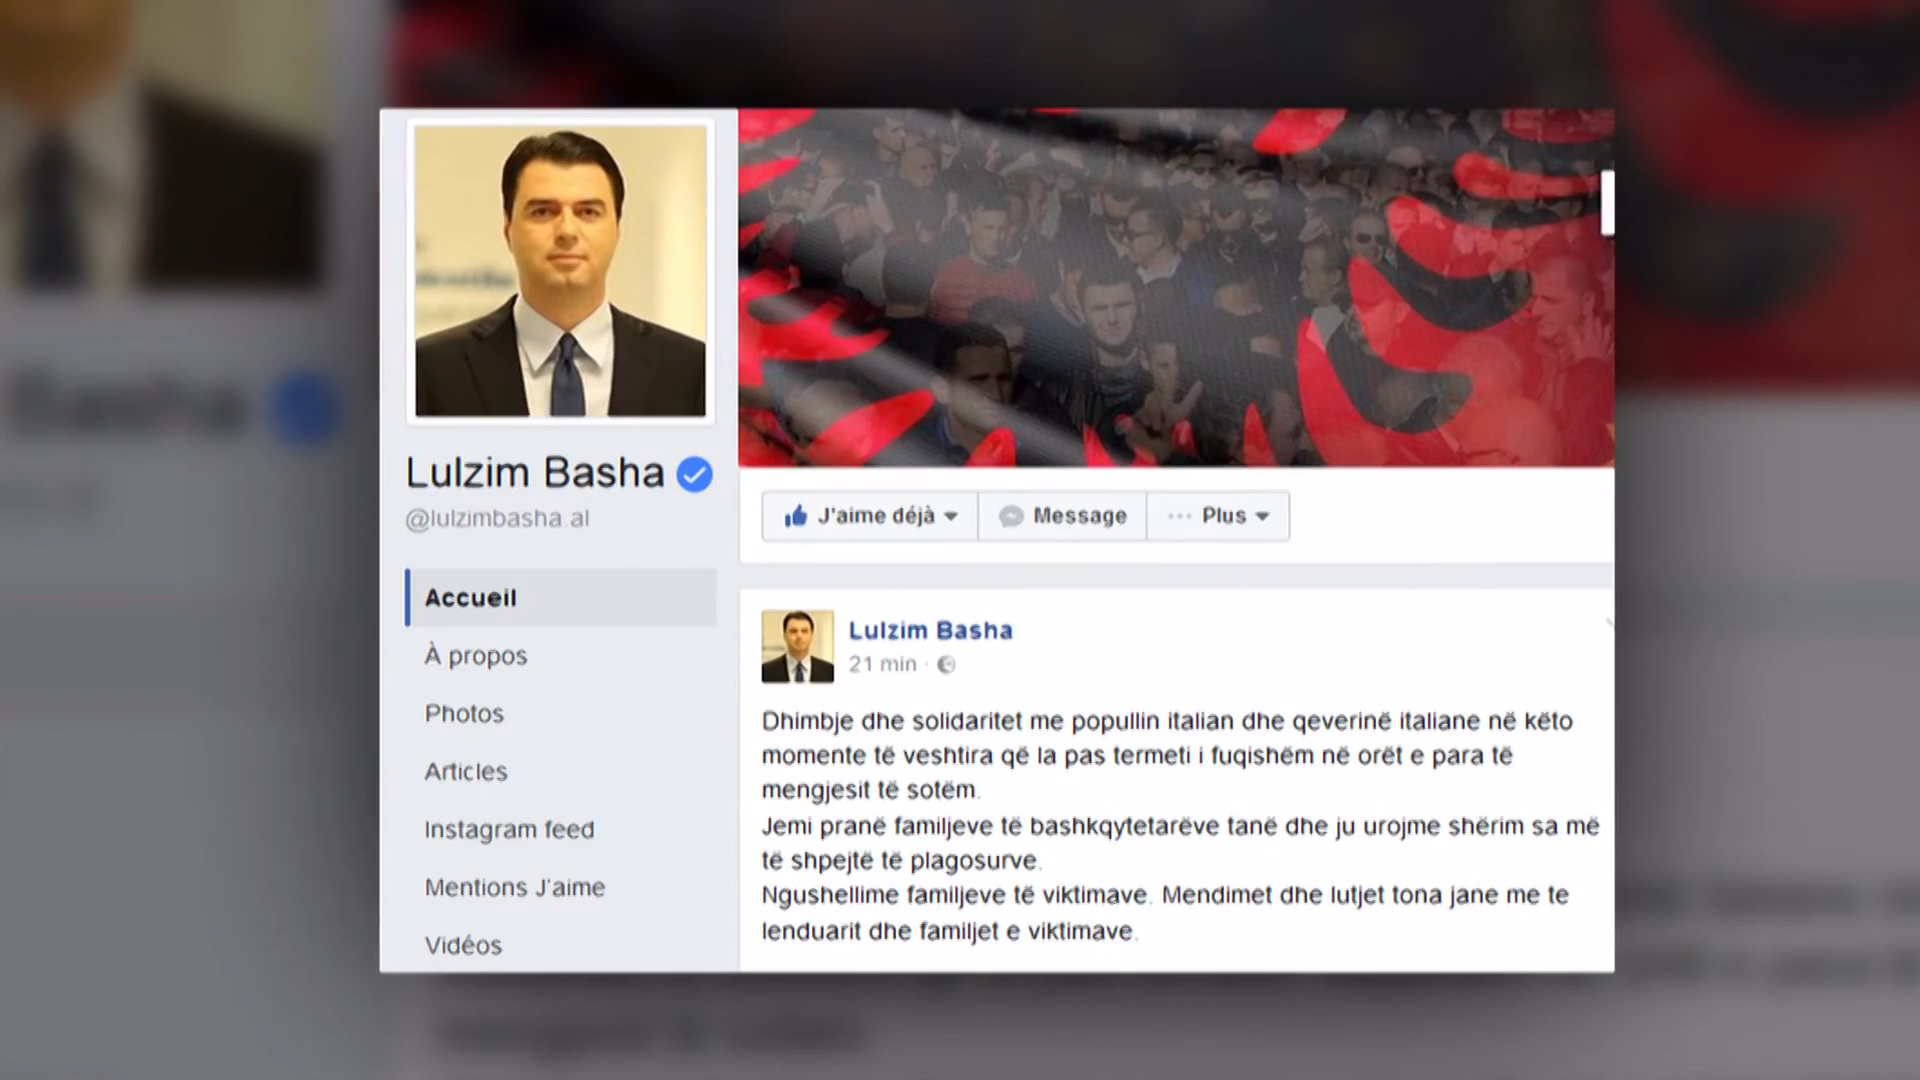 Lulzim Basha
@lulzimbasha.al
Accueil
À propos
Photos
Articles
Instagram feed
Mentions J'aime
Vidéos
J'aime déjà
Message
Plus
Lulzim Basha
21 min
Dhimbje dhe solidaritet me popullin italian dhe qeverinë italiane në këto
momente të veshtira që la pas termeti i fuqishëm në orët e para të
mengjesit të sotëm.
Jemi pranë familjeve të bashkqytetarëve tanë dhe ju urojme shërim sa më
të shpejtë të plagosurve.
Ngushellime familjeve të viktimave. Mendimet dhe lutjet tona jane me te
lenduarit dhe familjet e viktimave.